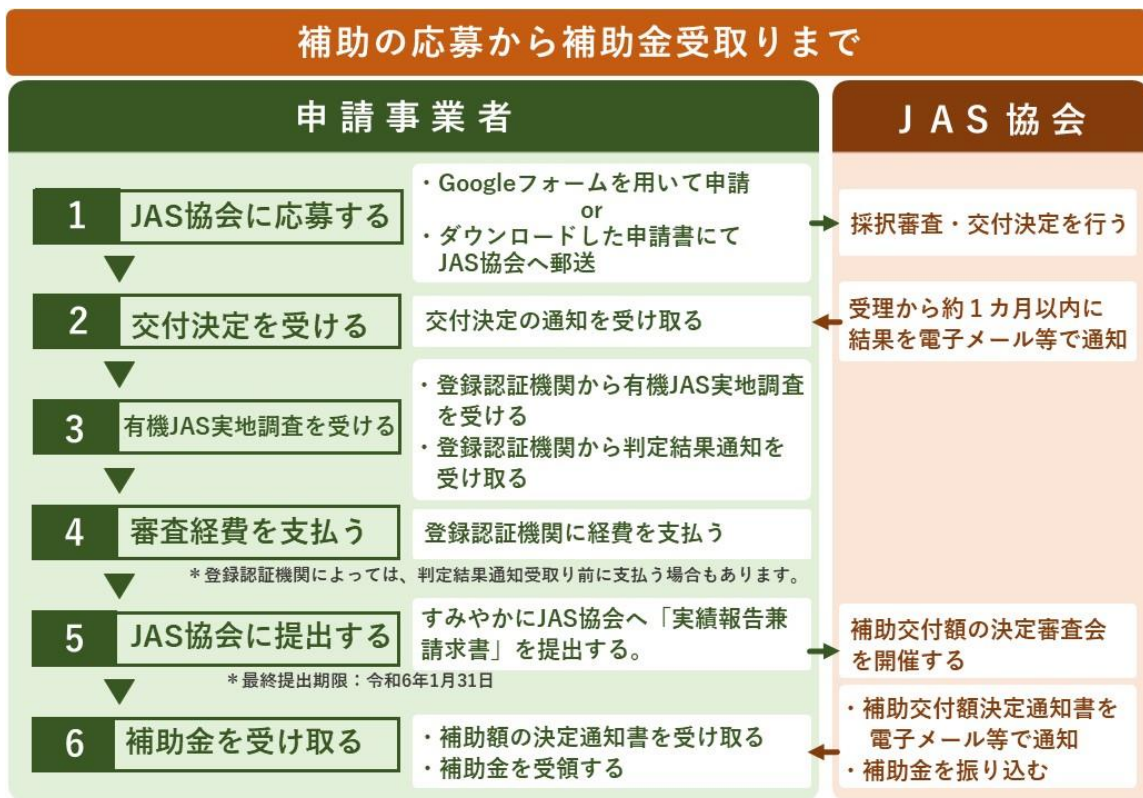 補助の応募から補助金受取りまで
申請事業者
JAS協会
1
JAS協会に応募する
・Googleフォームを用いて申請
or
・ダウンロードした申請書にて
JAS協会へ郵送
採択審査・交付決定を行う
2
交付決定を受ける
交付決定の通知を受け取る
受理から約１カ月以内に
結果を電子メール等で通知
3
有機JAS実地調査を受ける
・登録認証機関から有機JAS実地調査
を受ける
・登録認証機関から判定結果通知を
受け取る
4
審査経費を支払う
登録認証機関に経費を支払う
＊登録認証機関によっては、判定結果通知受取り前に支払う場合もあります。
5
JAS協会に提出する
すみやかにJAS協会へ「実績報告兼
請求書」を提出する。
補助交付額の決定審査会
を開催する
＊最終提出期限：令和6年1月31日
6
補助金を受け取る
・補助額の決定通知書を受け取る
・補助金を受領する
・補助交付額決定通知書を
電子メール等で通知
・補助金を振り込む